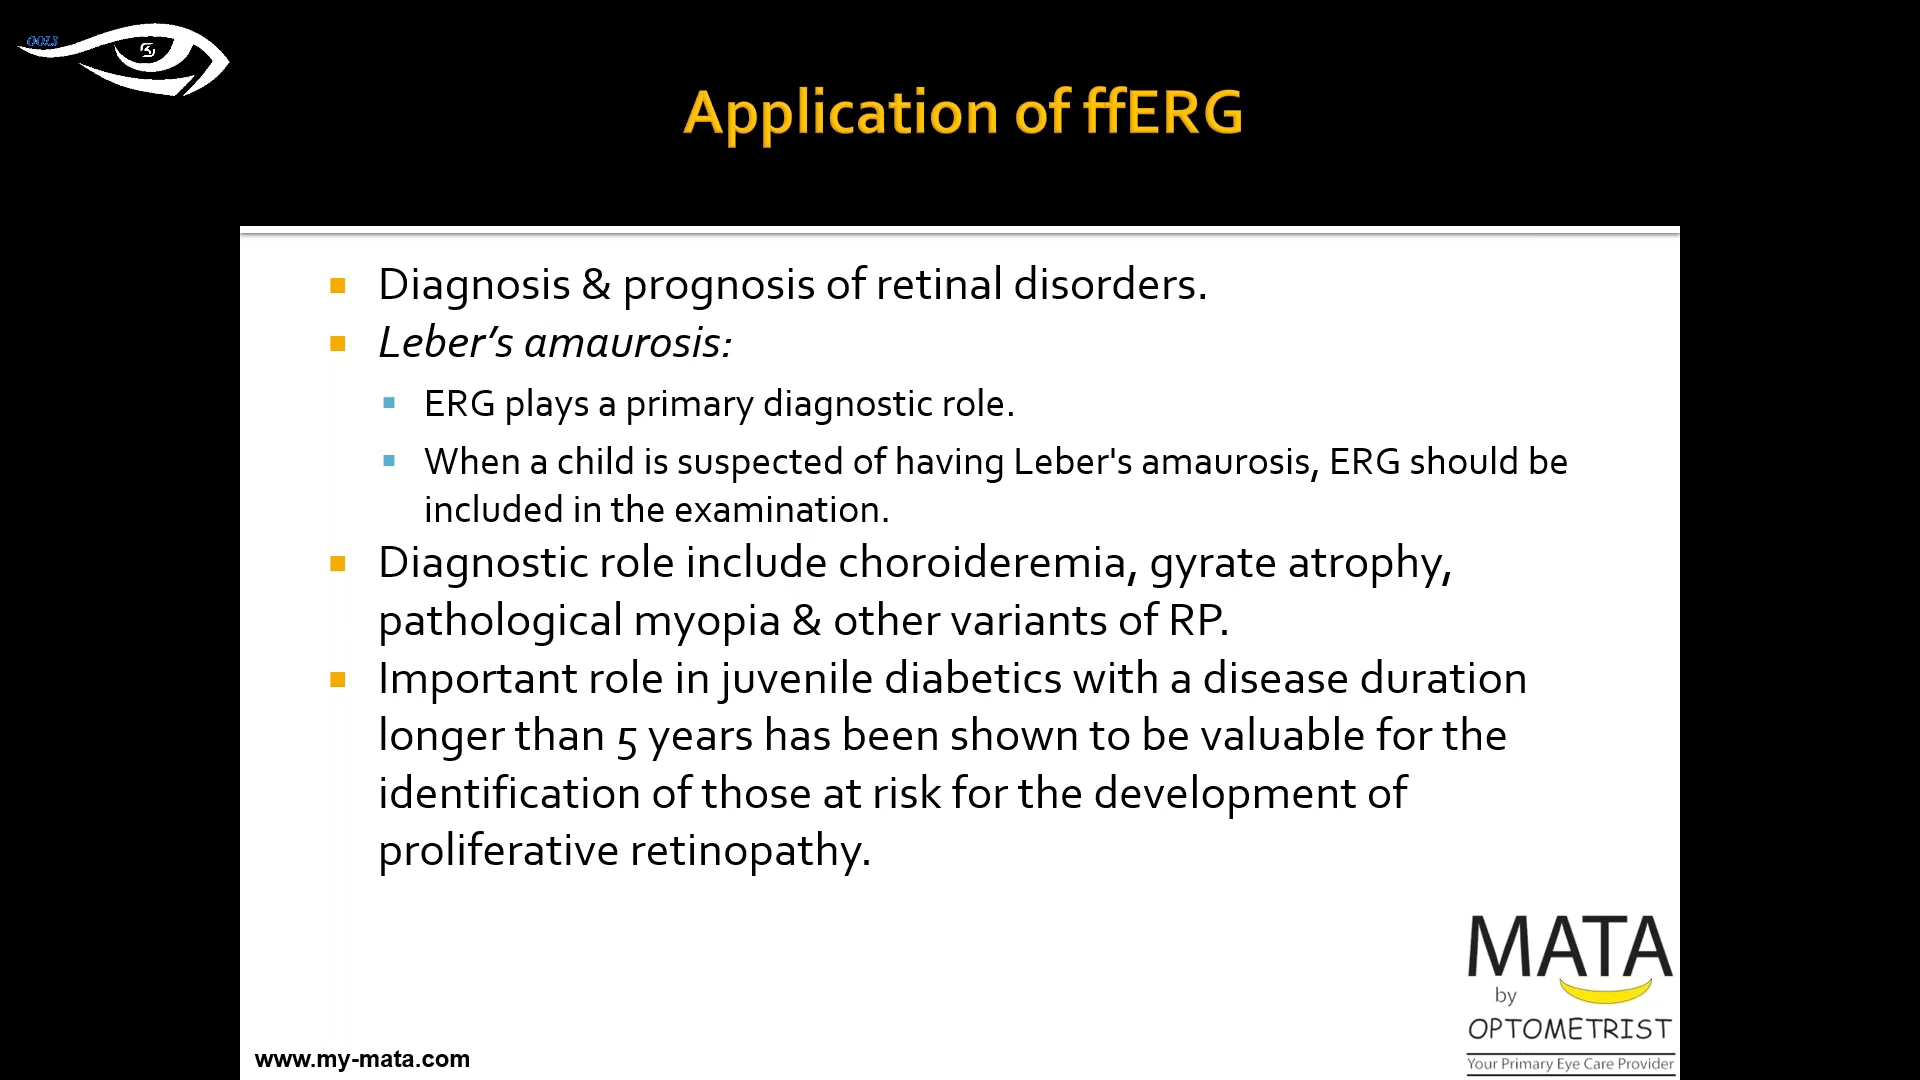 OOLS
Application of ffERG
Diagnosis & prognosis of retinal disorders.
Leber’s amaurosis:
ERG plays a primary diagnostic role.
When a child is suspected of having Leber's amaurosis, ERG should be
included in the examination.
Diagnostic role include choroideremia, gyrate atrophy,
pathological myopia & other variants of RP.
Important role in juvenile diabetics with a disease duration
longer than 5 years has been shown to be valuable for the
identification of those at risk for the development of
proliferative retinopathy.
MATA
by
OPTOMETRIST
Your Primary Eye Care Provider
www.my-mata.com